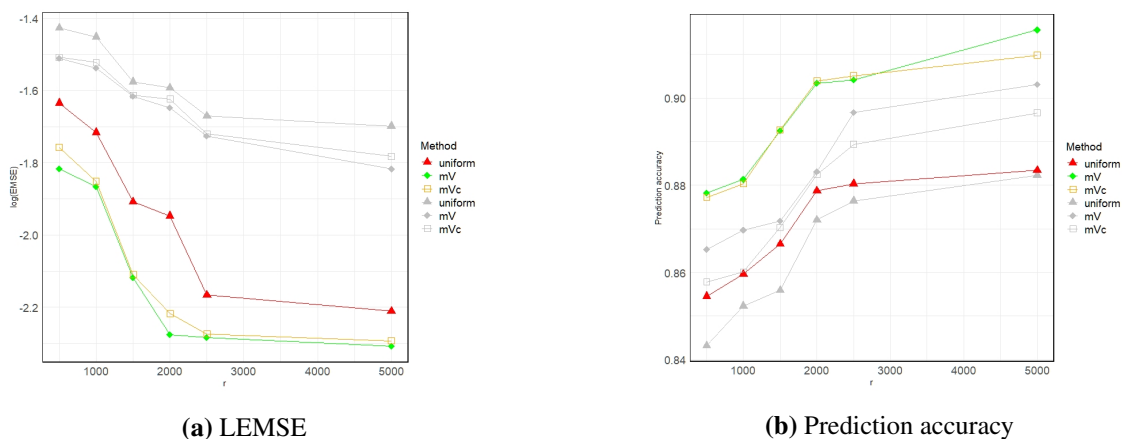 -1.4
-1.6
-1.8
-2.0
-2.2
log(EMSE)
1000
2000
3000
4000
5000
r
Method
uniform
mV
mVc
uniform
mV
mVc
(a) LEMSE
0.90
0.88
0.86
0.84
Prediction accuracy
1000
2000
3000
4000
5000
r
Method
uniform
mV
mVc
uniform
mV
mVc
(b) Prediction accuracy